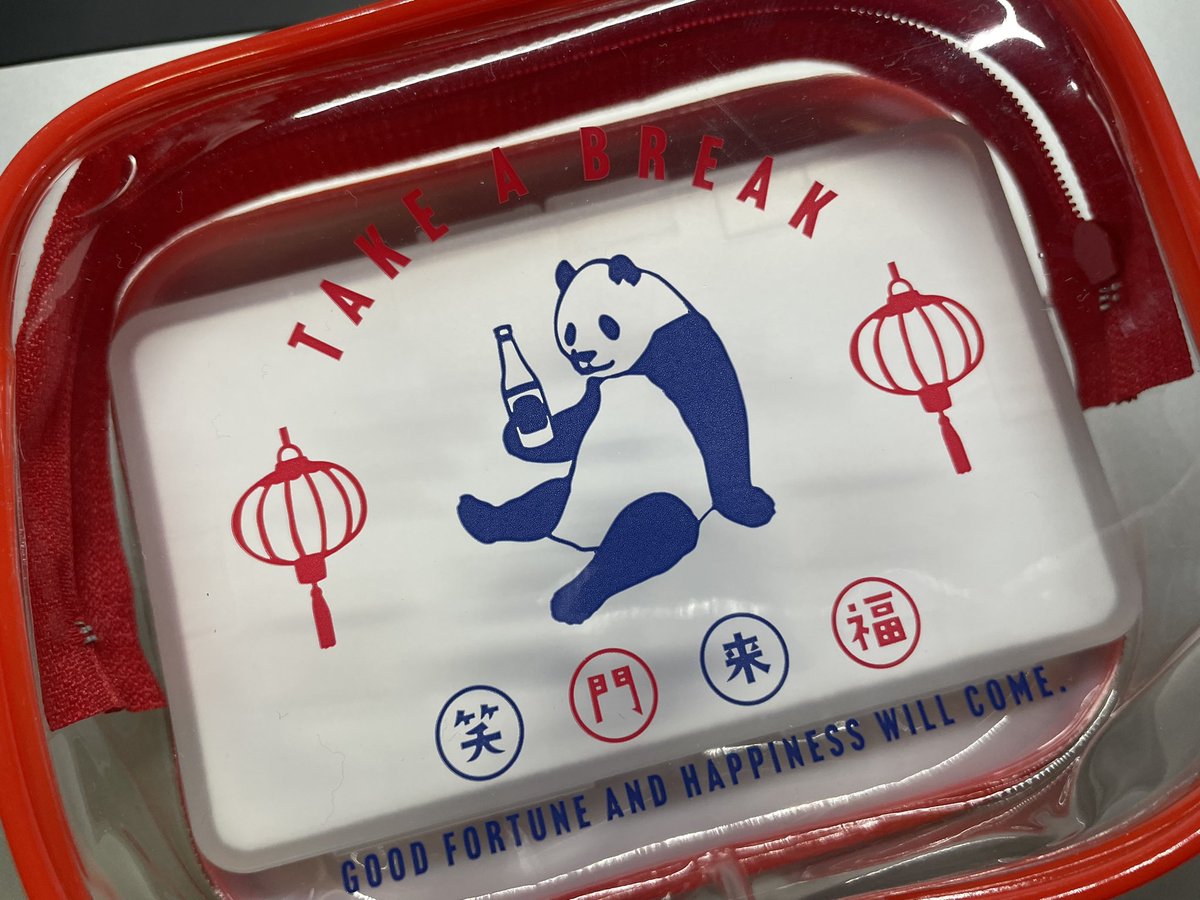 TAKE A BREAK
笑門来福
GOOD FORTUNE AND HAPPINESS WILL COME.